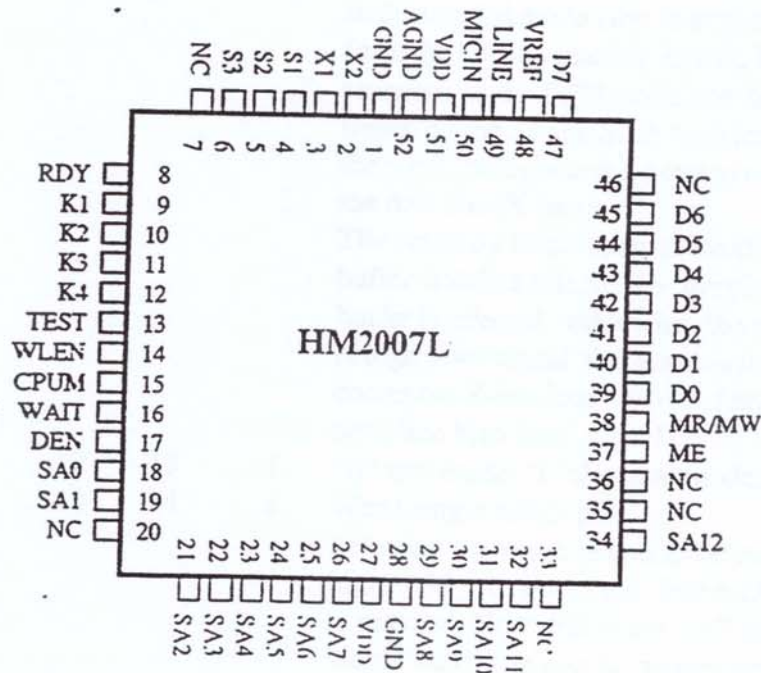 NC S3 S2 S1 X1 X2 GND AGND VDD MICIN LINE VREF D7
7 6 5 4 3 2 1 52 51 50 49 48 47
RDY 8
K1 9
K2 10
K3 11
K4 12
TEST 13
WLEN 14
CPUM 15
WAIT 16
DEN 17
SA0 18
SA1 19
NC 20
HM2007L
46 NC
45 D6
44 D5
43 D4
42 D3
41 D2
40 D1
39 D0
38 MR/MW
37 ME
36 NC
35 NC
34 SA12
21 22 23 24 25 26 27 28 29 30 31 32 33
SA2 SA3 SA4 SA5 SA6 SA7 VDD GND SA8 SA9 SA10 SA11 NC